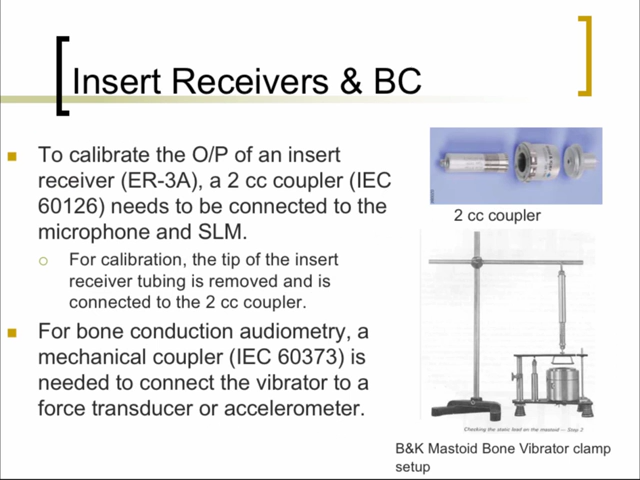 Insert Receivers & BC
To calibrate the O/P of an insert
receiver (ER-3A), a 2 cc coupler (IEC
60126) needs to be connected to the
microphone and SLM.
For calibration, the tip of the insert
receiver tubing is removed and is
connected to the 2 cc coupler.
For bone conduction audiometry, a
mechanical coupler (IEC 60373) is
needed to connect the vibrator to a
force transducer or accelerometer.
2 cc coupler
Checking the static load on the mastoid — Step 2
B&K Mastoid Bone Vibrator clamp
setup